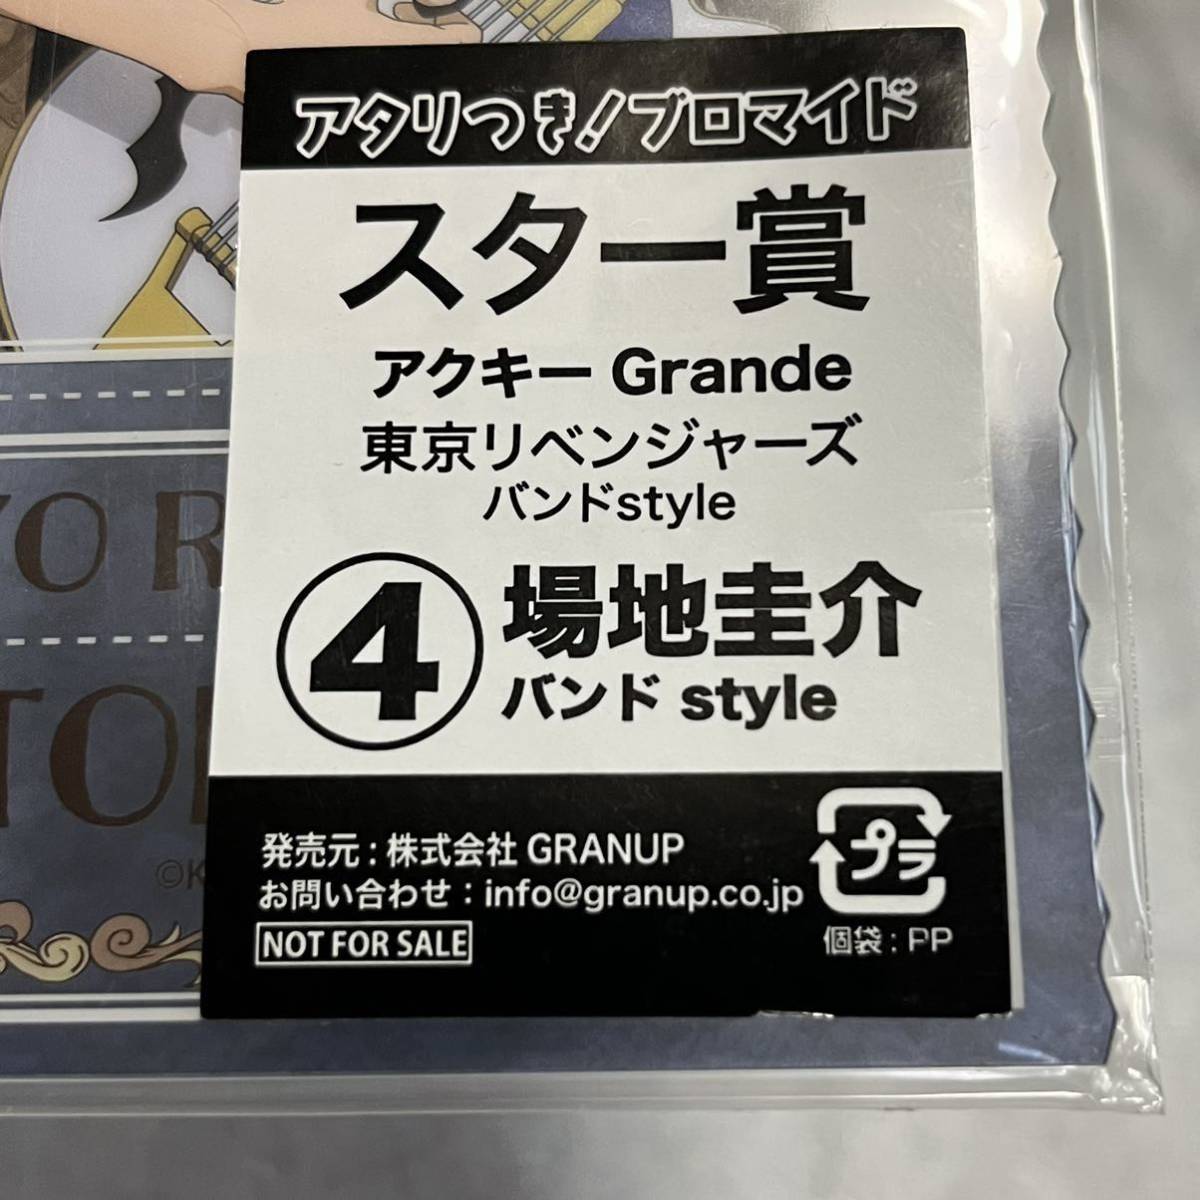 アタリつき!ブロマイド
スター賞
アクキー Grande
東京リベンジャーズ
バンドstyle
4 場地圭介
バンド style
発売元:株式会社 GRANUP
お問い合わせ:info@granup.co.jp
NOT FOR SALE
プラ
個袋:PP
YO R
TO
©K